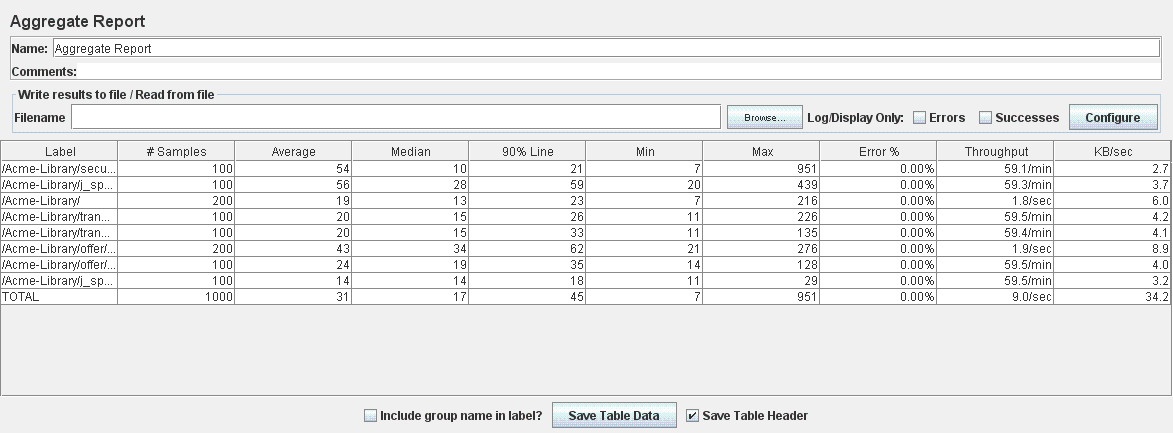 Aggregate Report
Name: Aggregate Report
Comments:
Write results to file / Read from file
Filename Browse... Log/Display Only: Errors Successes Configure
Label # Samples Average Median 90% Line Min Max Error % Throughput KB/sec
/Acme-Library/secu... 100 54 10 21 7 951 0.00% 59.1/min 2.7
/Acme-Library/j_sp... 100 56 28 59 20 439 0.00% 59.3/min 3.7
/Acme-Library/ 200 19 13 23 7 216 0.00% 1.8/sec 6.0
/Acme-Library/tran... 100 20 15 26 11 226 0.00% 59.5/min 4.2
/Acme-Library/tran... 100 20 15 33 11 135 0.00% 59.4/min 4.1
/Acme-Library/offer/... 200 43 34 62 21 276 0.00% 1.9/sec 8.9
/Acme-Library/offer/... 100 24 19 35 14 128 0.00% 59.5/min 4.0
/Acme-Library/j_sp... 100 14 14 18 11 29 0.00% 59.5/min 3.2
TOTAL 1000 31 17 45 7 951 0.00% 9.0/sec 34.2
Include group name in label? Save Table Data Save Table Header